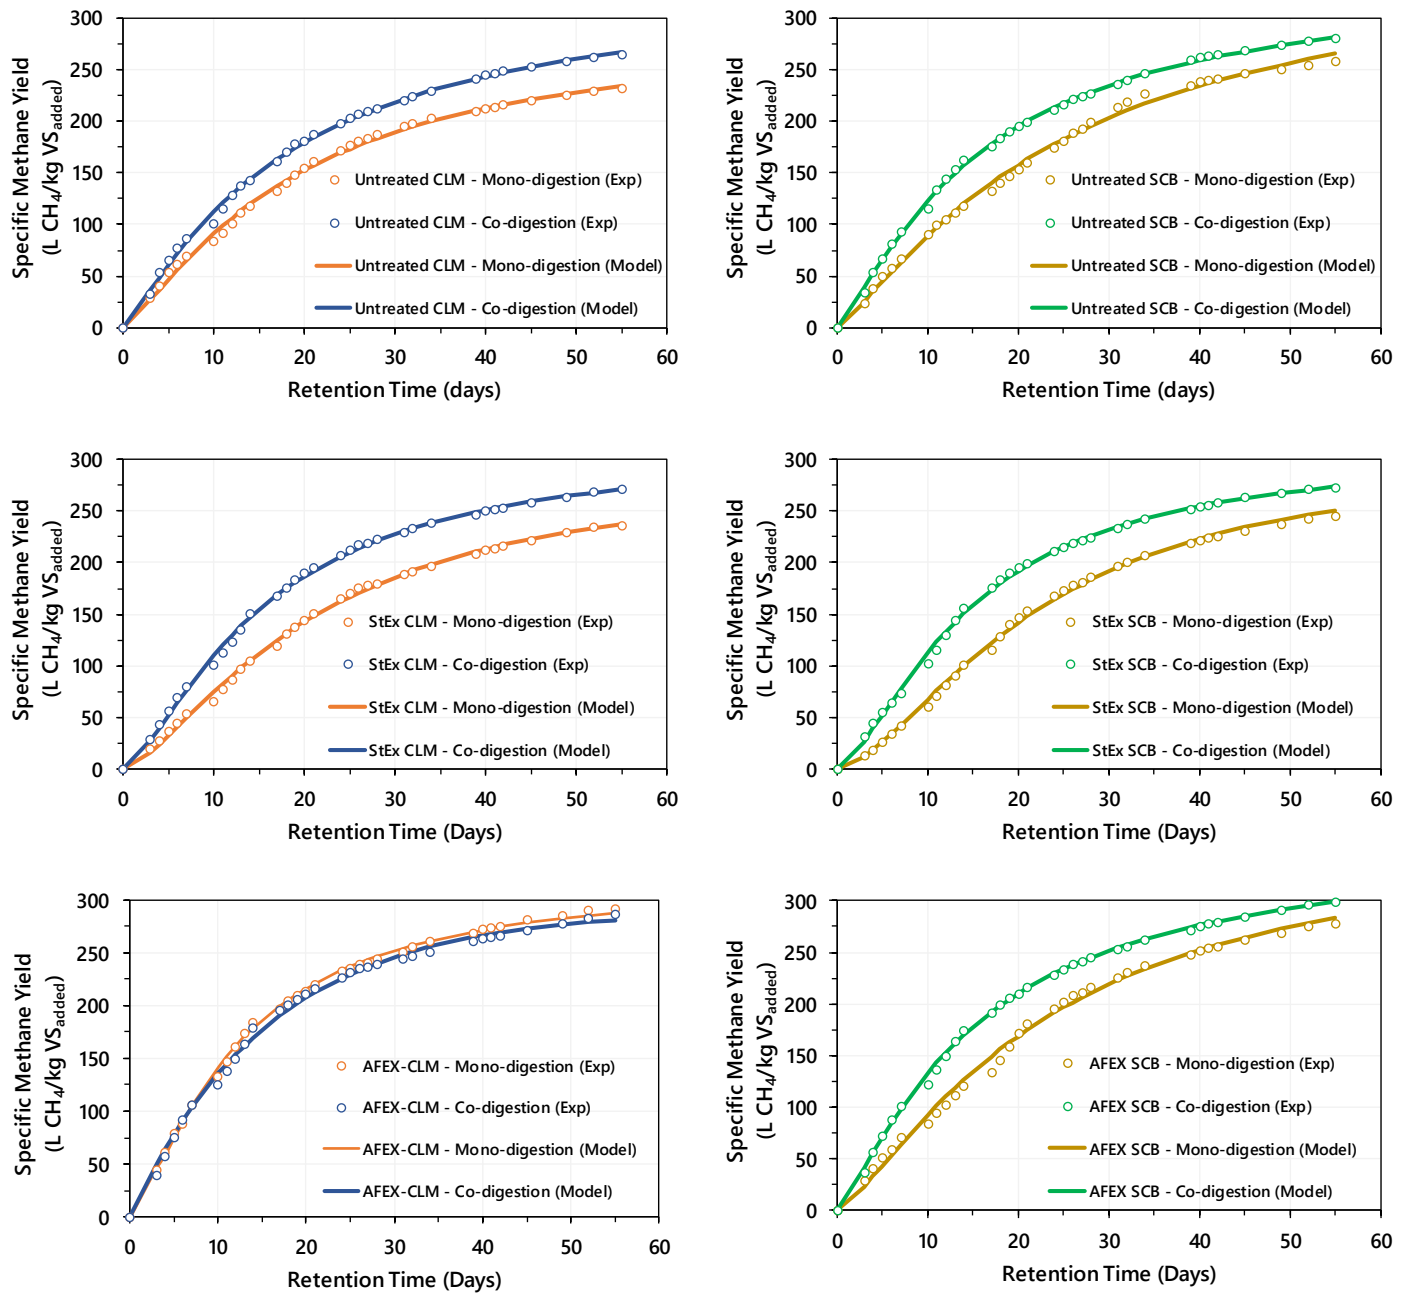 300
250
200
150
100
50
0
Specific Methane Yield
(L CH₄/kg VSadded)
Untreated CLM - Mono-digestion (Exp)
Untreated CLM - Co-digestion (Exp)
Untreated CLM - Mono-digestion (Model)
Untreated CLM - Co-digestion (Model)
0 10 20 30 40 50 60
Retention Time (days)
300
250
200
150
100
50
0
Specific Methane Yield
(L CH₄/kg VSadded)
Untreated SCB - Mono-digestion (Exp)
Untreated SCB - Co-digestion (Exp)
Untreated SCB - Mono-digestion (Model)
Untreated SCB - Co-digestion (Model)
0 10 20 30 40 50 60
Retention Time (days)
300
250
200
150
100
50
0
Specific Methane Yield
(L CH₄/kg VSadded)
StEx CLM - Mono-digestion (Exp)
StEx CLM - Co-digestion (Exp)
StEx CLM - Mono-digestion (Model)
StEx CLM - Co-digestion (Model)
0 10 20 30 40 50 60
Retention Time (Days)
300
250
200
150
100
50
0
Specific Methane Yield
(L CH₄/kg VSadded)
StEx SCB - Mono-digestion (Exp)
StEx SCB - Co-digestion (Exp)
StEx SCB - Mono-digestion (Model)
StEx SCB - Co-digestion (Model)
0 10 20 30 40 50 60
Retention Time (Days)
300
250
200
150
100
50
0
Specific Methane Yield
(L CH₄/kg VSadded)
AFEX-CLM - Mono-digestion (Exp)
AFEX-CLM - Co-digestion (Exp)
AFEX-CLM - Mono-digestion (Model)
AFEX-CLM - Co-digestion (Model)
0 10 20 30 40 50 60
Retention Time (Days)
300
250
200
150
100
50
0
Specific Methane Yield
(L CH₄/kg VSadded)
AFEX SCB - Mono-digestion (Exp)
AFEX SCB - Co-digestion (Exp)
AFEX SCB - Mono-digestion (Model)
AFEX SCB - Co-digestion (Model)
0 10 20 30 40 50 60
Retention Time (Days)